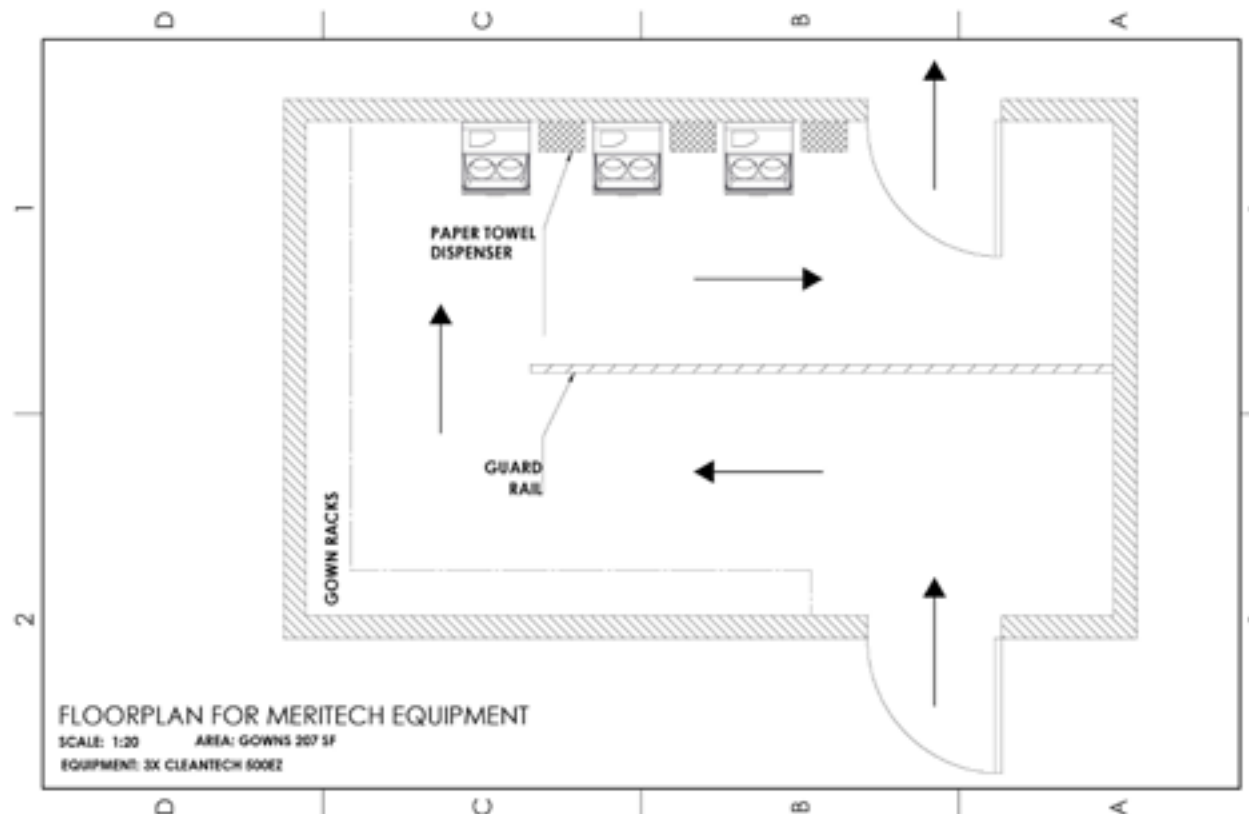 D C B A
1
PAPER TOWEL
DISPENSER
GUARD
RAIL
GOWN RACKS
2
FLOORPLAN FOR MERITECH EQUIPMENT
SCALE: 1:20 AREA: GOWNS 207 SF
EQUIPMENT: 3X CLEANTECH 500EZ
D C B A